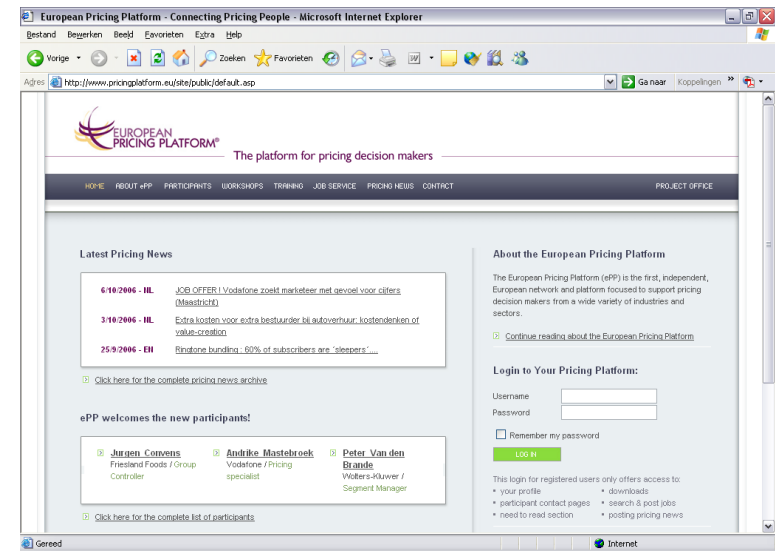 European Pricing Platform - Connecting Pricing People - Microsoft Internet Explorer
Bestand Bewerken Beeld Favorieten Extra Help
Vorige Zoeken Favorieten
Adres http://www.pricingplatform.eu/site/public/default.asp Ga naar Koppelingen »
EUROPEAN
PRICING PLATFORM®
The platform for pricing decision makers
HOME ABOUT ePP PARTICIPANTS WORKSHOPS TRAINING JOB SERVICE PRICING NEWS CONTACT PROJECT OFFICE
Latest Pricing News
6/10/2006 - NL JOB OFFER ! Vodafone zoekt marketeer met gevoel voor cijfers
(Maastricht)
3/10/2006 - NL Extra kosten voor extra bestuurder bij autoverhuur: kostendenken of
value-creation
25/9/2006 - EN Ringtone bundling : 60% of subscribers are ´sleepers´....
Click here for the complete pricing news archive
ePP welcomes the new participants!
Jurgen Convens
Friesland Foods / Group
Controller
Andrike Mastebroek
Vodafone / Pricing
specialist
Peter Van den
Brande
Wolters-Kluwer /
Segment Manager
Click here for the complete list of participants
About the European Pricing Platform
The European Pricing Platform (ePP) is the first, independent,
European network and platform focused to support pricing
decision makers from a wide variety of industries and
sectors.
Continue reading about the European Pricing Platform
Login to Your Pricing Platform:
Username
Password
Remember my password
LOG IN
This login for registered users only offers access to:
• your profile • downloads
• participant contact pages • search & post jobs
• need to read section • posting pricing news
Gereed Internet